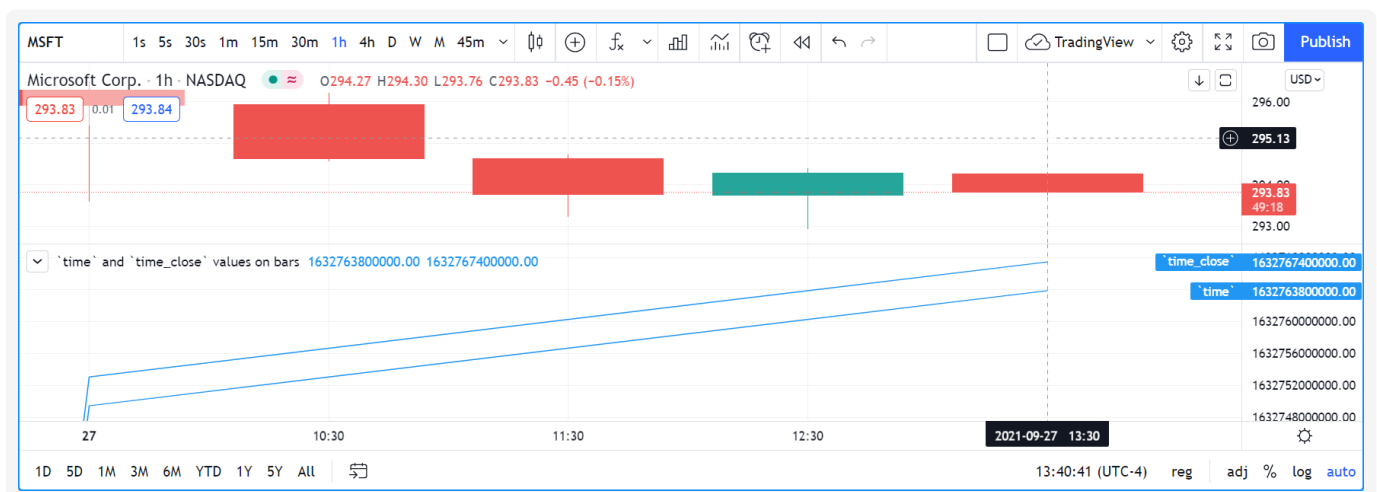 MSFT 1s 5s 30s 1m 15m 30m 1h 4h D W M 45m fx TradingView Publish
Microsoft Corp. · 1h · NASDAQ ≈ O294.27 H294.30 L293.76 C293.83 −0.45 (−0.15%) USD
296.00
293.83 0.01 293.84
295.13
294.00
293.83
49:18
293.00
`time` and `time_close` values on bars 1632763800000.00 1632767400000.00
`time_close` 1632767400000.00
`time` 1632763800000.00
1632760000000.00
1632756000000.00
1632752000000.00
1632748000000.00
27 10:30 11:30 12:30 2021-09-27 13:30
1D 5D 1M 3M 6M YTD 1Y 5Y All 13:40:41 (UTC-4) reg adj % log auto